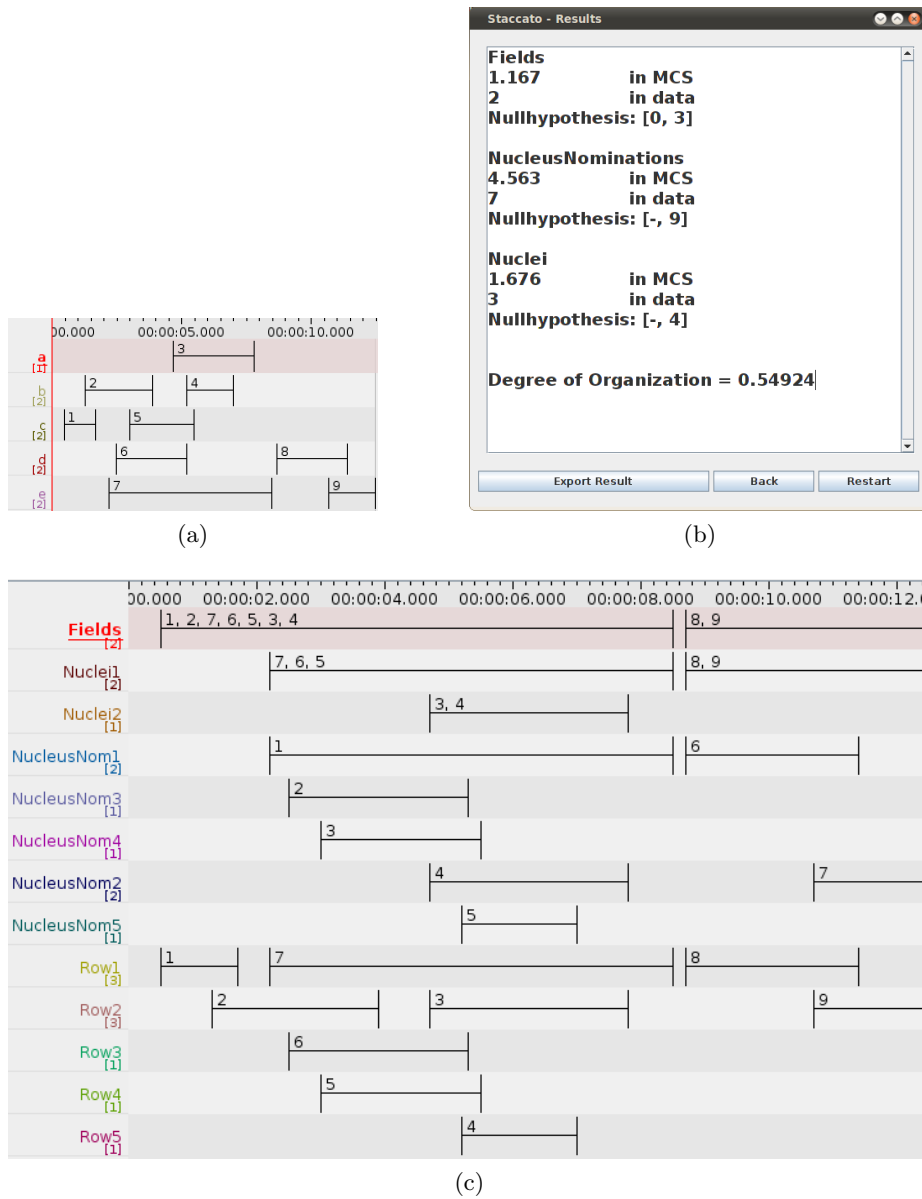 Staccato - Results
Fields
1.167 in MCS
2 in data
Nullhypothesis: [0, 3]
NucleusNominations
4.563 in MCS
7 in data
Nullhypothesis: [-, 9]
Nuclei
1.676 in MCS
3 in data
Nullhypothesis: [-, 4]
Degree of Organization = 0.54924
Export Result Back Restart
00.000 00:00:05.000 00:00:10.000
a 3
[1]
b 2 4
[2]
c 1 5
[2]
d 6 8
[2]
e 7 9
[2]
(a) (b)
00.000 00:00:02.000 00:00:04.000 00:00:06.000 00:00:08.000 00:00:10.000 00:00:12.0
Fields 1, 2, 7, 6, 5, 3, 4 8, 9
[2]
Nuclei1 7, 6, 5 8, 9
[2]
Nuclei2 3, 4
[1]
NucleusNom1 1 6
[2]
NucleusNom3 2
[1]
NucleusNom4 3
[1]
NucleusNom2 4 7
[2]
NucleusNom5 5
[1]
Row1 1 7 8
[3]
Row2 2 3 9
[3]
Row3 6
[1]
Row4 5
[1]
Row5 4
[1]
(c)